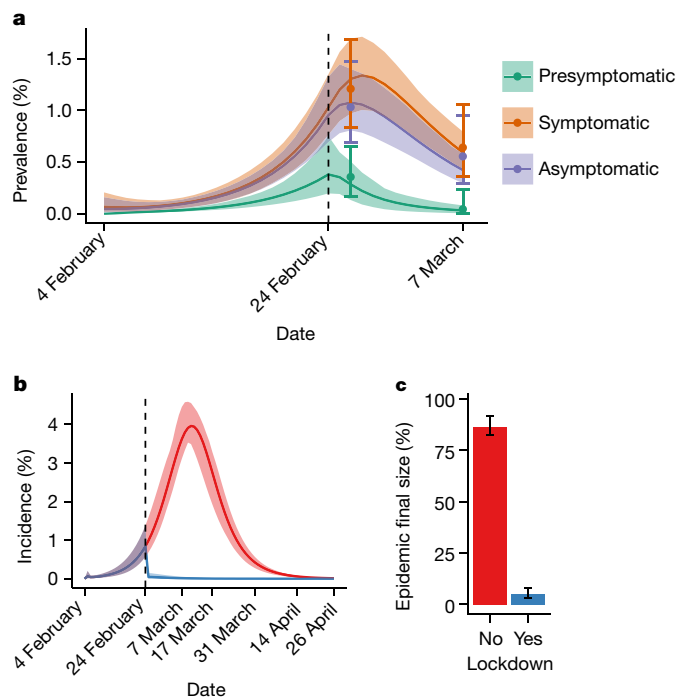 a
Prevalence (%)
1.5
1.0
0.5
0.0
4 February
24 February
7 March
Date
Presymptomatic
Symptomatic
Asymptomatic
b
Incidence (%)
4
3
2
1
0
4 February
24 February
7 March
17 March
31 March
14 April
26 April
Date
c
Epidemic final size (%)
100
75
50
25
0
No Yes
Lockdown